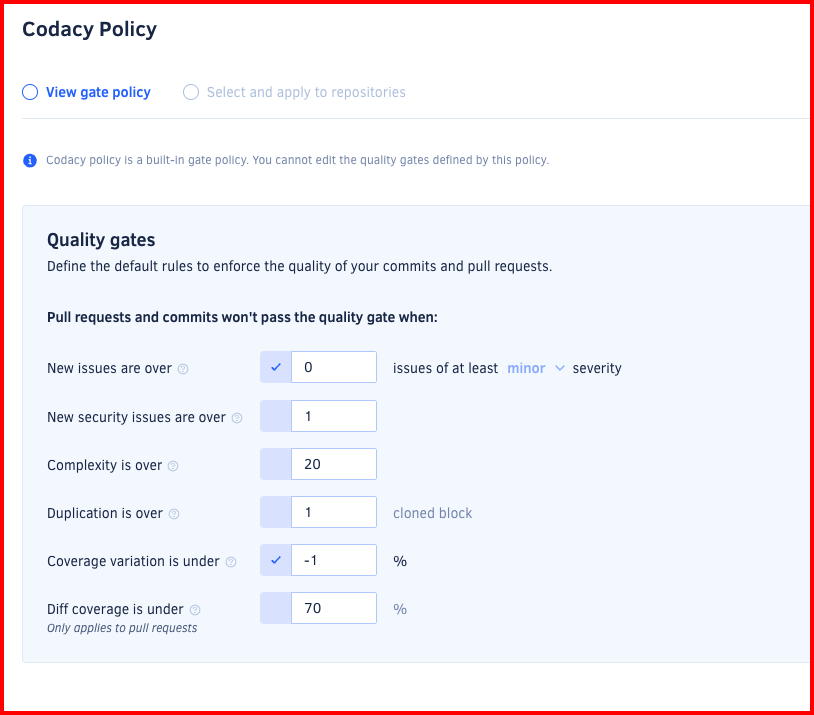 Codacy Policy
View gate policy
Select and apply to repositories
Codacy policy is a built-in gate policy. You cannot edit the quality gates defined by this policy.
Quality gates
Define the default rules to enforce the quality of your commits and pull requests.
Pull requests and commits won't pass the quality gate when:
New issues are over 0 issues of at least minor severity
New security issues are over 1
Complexity is over 20
Duplication is over 1 cloned block
Coverage variation is under -1 %
Diff coverage is under 70 %
Only applies to pull requests